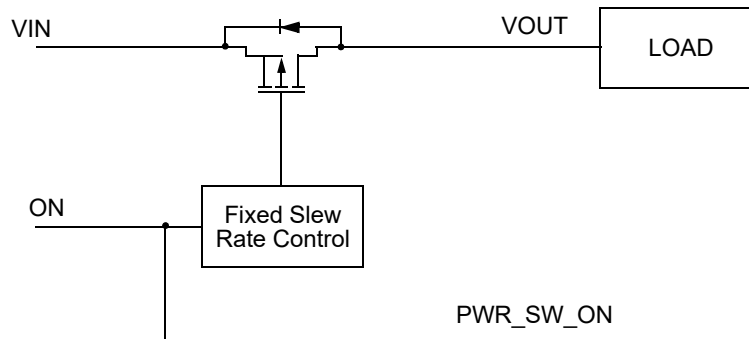 VIN
VOUT
LOAD
ON
Fixed Slew
Rate Control
PWR_SW_ON